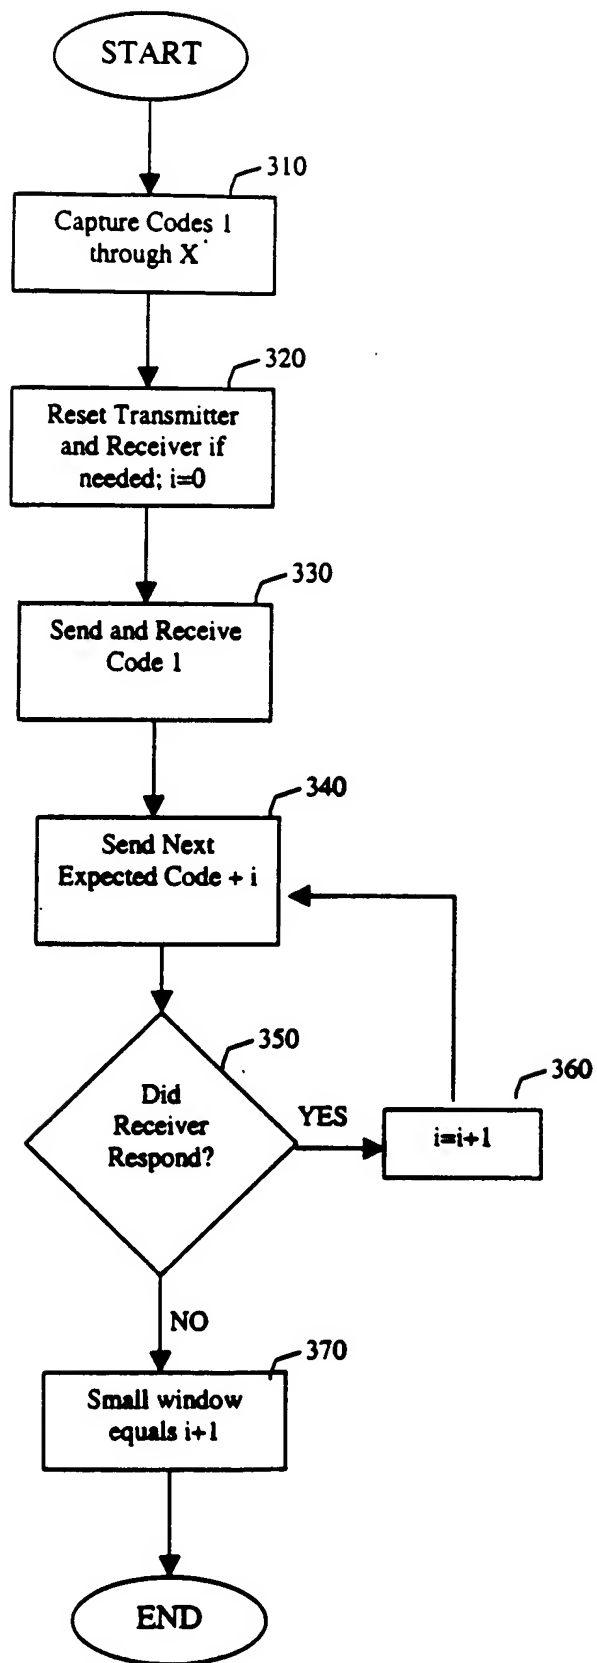 START
310
Capture Codes 1
through X
320
Reset Transmitter
and Receiver if
needed; i=0
330
Send and Receive
Code 1
340
Send Next
Expected Code + i
350
Did
Receiver
Respond?
YES
360
i=i+1
NO
370
Small window
equals i+1
END